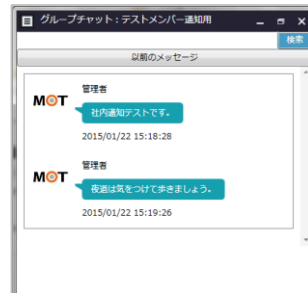 グループチャット：テストメンバー通知用
検索
以前のメッセージ
管理者
MOT
社内通知テストです。
2015/01/22 15:18:28
管理者
MOT
夜道は気をつけて歩きましょう。
2015/01/22 15:19:26